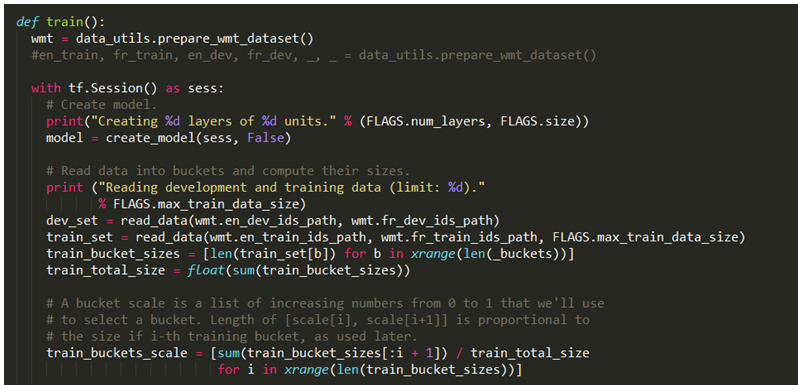 def train():
wmt = data_utils.prepare_wmt_dataset()
#en_train, fr_train, en_dev, fr_dev, _, _ = data_utils.prepare_wmt_dataset()
with tf.Session() as sess:
# Create model.
print("Creating %d layers of %d units." % (FLAGS.num_layers, FLAGS.size))
model = create_model(sess, False)
# Read data into buckets and compute their sizes.
print ("Reading development and training data (limit: %d)."
% FLAGS.max_train_data_size)
dev_set = read_data(wmt.en_dev_ids_path, wmt.fr_dev_ids_path)
train_set = read_data(wmt.en_train_ids_path, wmt.fr_train_ids_path, FLAGS.max_train_data_size)
train_bucket_sizes = [len(train_set[b]) for b in xrange(len(_buckets))]
train_total_size = float(sum(train_bucket_sizes))
# A bucket scale is a list of increasing numbers from 0 to 1 that we'll use
# to select a bucket. Length of [scale[i], scale[i+1]] is proportional to
# the size if i-th training bucket, as used later.
train_buckets_scale = [sum(train_bucket_sizes[:i + 1]) / train_total_size
for i in xrange(len(train_bucket_sizes))]